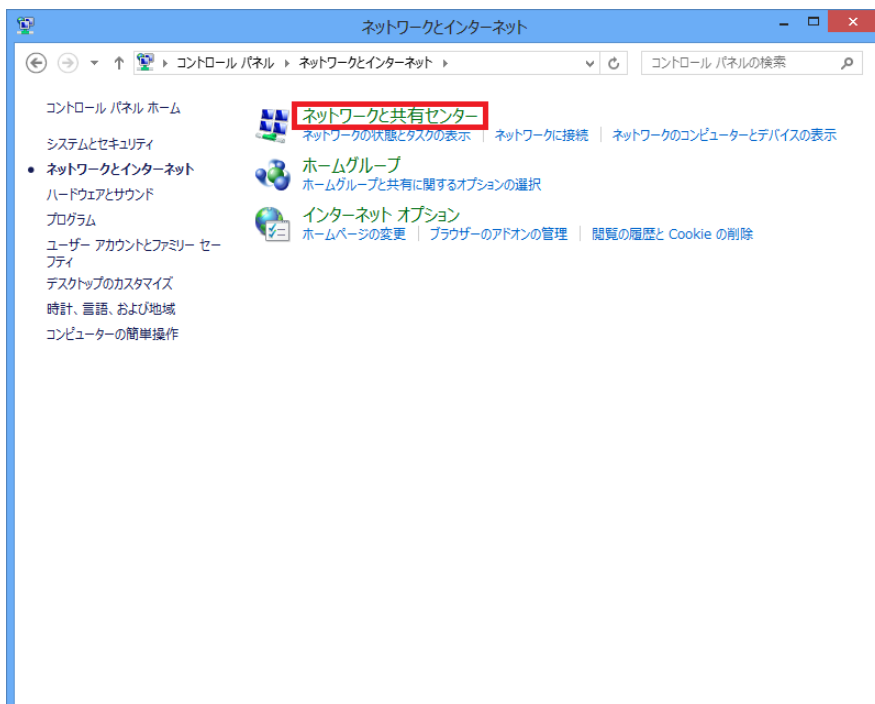 ネットワークとインターネット
コントロール パネル ネットワークとインターネット
コントロール パネルの検索
コントロール パネル ホーム
システムとセキュリティ
ネットワークとインターネット
ハードウェアとサウンド
プログラム
ユーザー アカウントとファミリー セー
フティ
デスクトップのカスタマイズ
時計、言語、および地域
コンピューターの簡単操作
ネットワークと共有センター
ネットワークの状態とタスクの表示 ネットワークに接続 ネットワークのコンピューターとデバイスの表示
ホームグループ
ホームグループと共有に関するオプションの選択
インターネット オプション
ホームページの変更 ブラウザーのアドオンの管理 閲覧の履歴と Cookie の削除